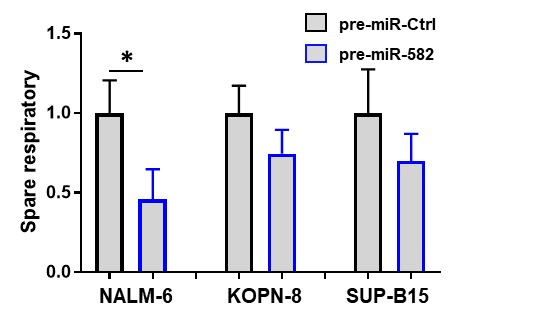 pre-miR-Ctrl
pre-miR-582
Spare respiratory
1.5
1.0
0.5
0.0
*
NALM-6 KOPN-8 SUP-B15